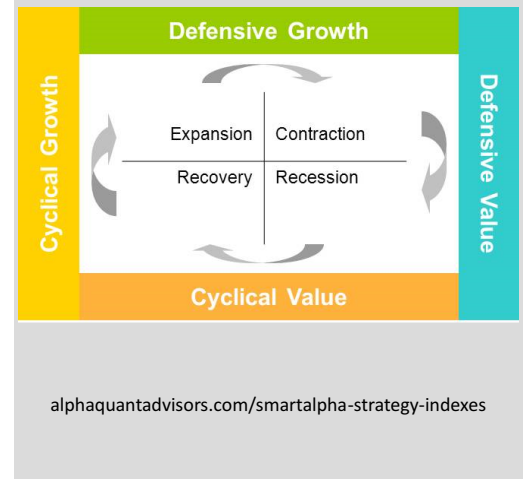 Defensive Growth
Cyclical Growth
Expansion
Contraction
Recovery
Recession
Defensive Value
Cyclical Value
alphaquantadvisors.com/smartalpha-strategy-indexes